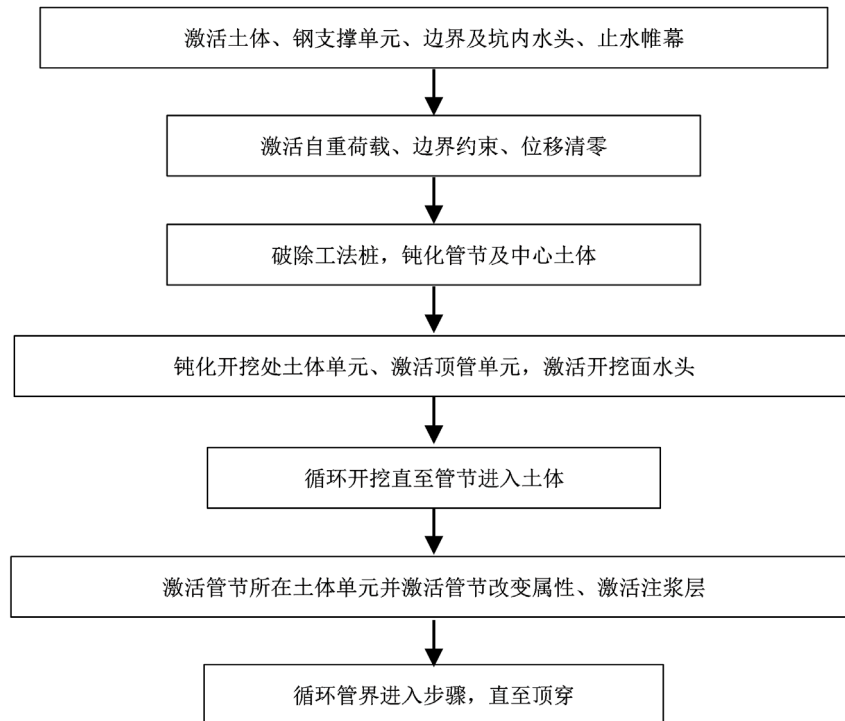 激活土体、钢支撑单元、边界及坑内水头、止水帷幕
激活自重荷载、边界约束、位移清零
破除工法桩，钝化管节及中心土体
钝化开挖处土体单元、激活顶管单元，激活开挖面水头
循环开挖直至管节进入土体
激活管节所在土体单元并激活管节改变属性、激活注浆层
循环管界进入步骤，直至顶穿